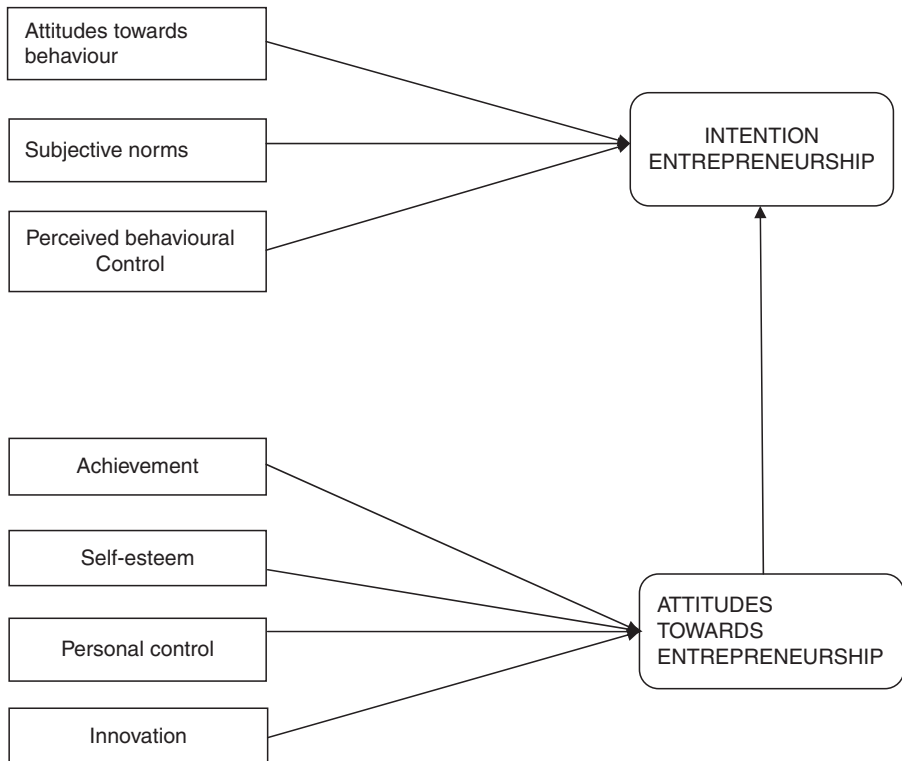 Attitudes towards
behaviour
Subjective norms
Perceived behavioural
Control
INTENTION
ENTREPRENEURSHIP
Achievement
Self-esteem
Personal control
Innovation
ATTITUDES
TOWARDS
ENTREPRENEURSHIP